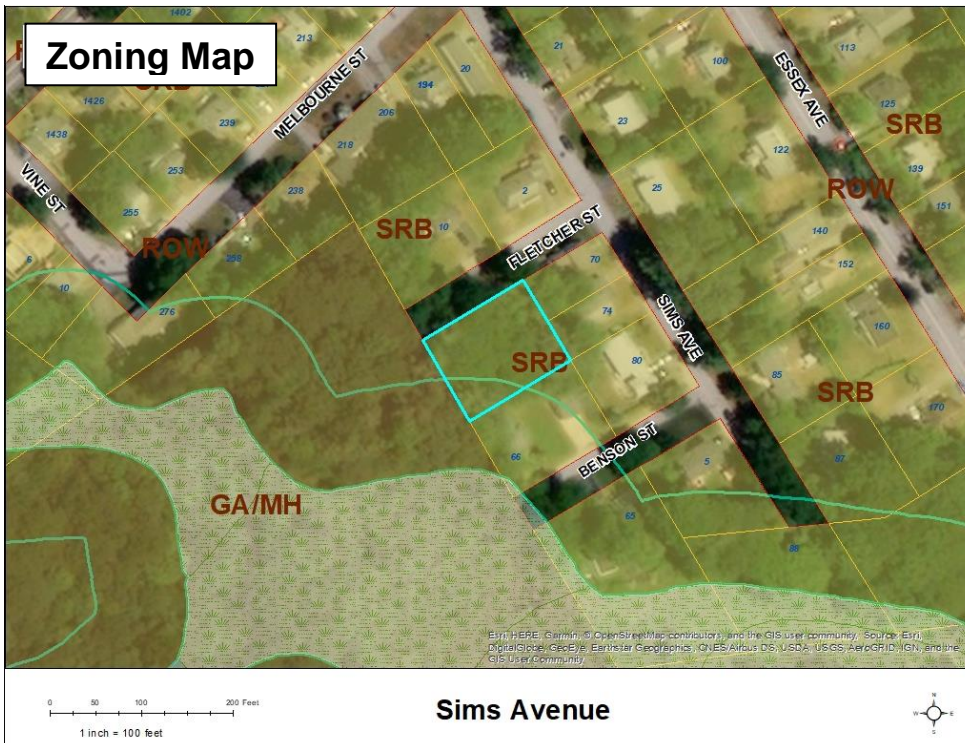 Zoning Map
1402
213
1426
239
1438
253
255
VINE ST
MELBOURNE ST
194
20
206
218
238
258
ROW
6
10
276
SRB
10
2
FLETCHER ST
21
23
25
100
122
ESSEX AVE
113
125
SRB
139
151
ROW
140
152
160
170
70
74
80
SRB
SIMS AVE
85
SRB
87
66
BENSON ST
5
65
88
GA/MH
Esri, HERE, Garmin, © OpenStreetMap contributors, and the GIS user community, Source: Esri,
DigitalGlobe, GeoEye, Earthstar Geographics, CNES/Airbus DS, USDA, USGS, AeroGRID, IGN, and the
GIS User Community
0 50 100 200 Feet
1 inch = 100 feet
Sims Avenue
N
W E
S